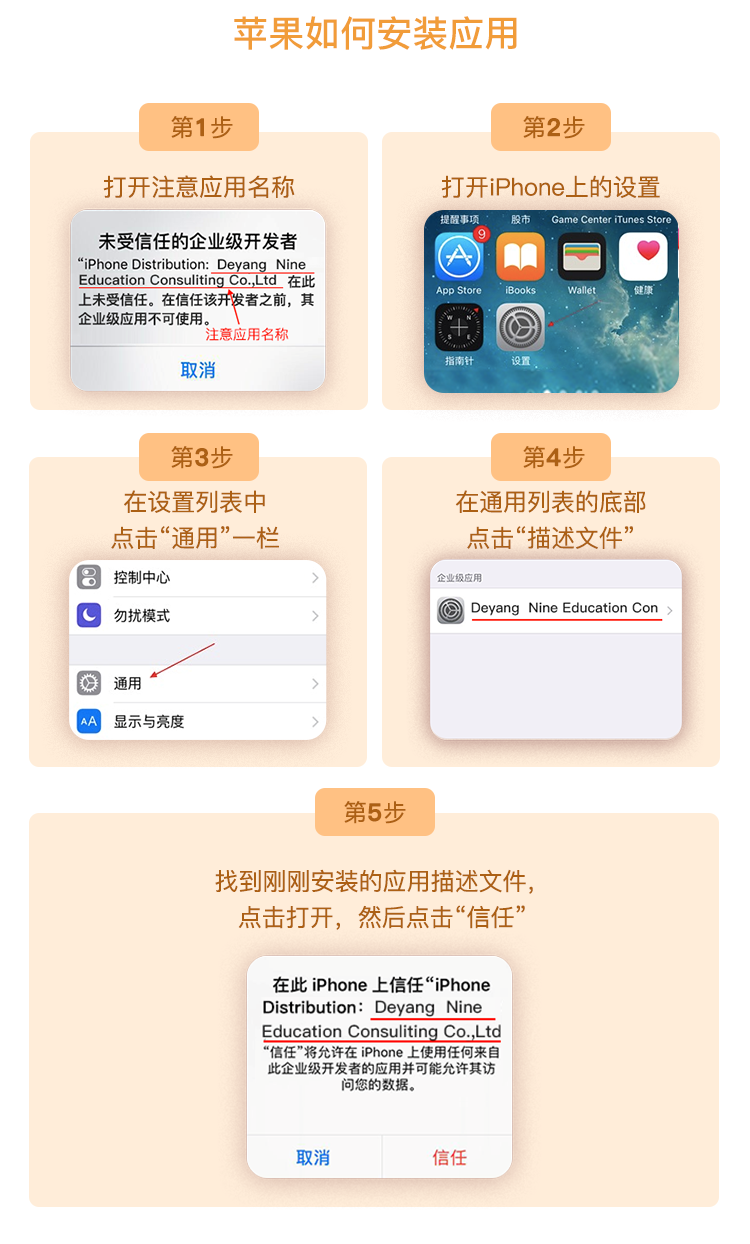 苹果如何安装应用
第1步
打开注意应用名称
未受信任的企业级开发者
“iPhone Distribution: Deyang Nine
Education Consuliting Co.,Ltd 在此
上未受信任。在信任该开发者之前，其
企业级应用不可使用。
注意应用名称
取消
第2步
打开iPhone上的设置
提醒事项 股市 Game Center iTunes Store
9
App Store iBooks Wallet 健康
N
W E
S
指南针 设置
第3步
在设置列表中
点击“通用”一栏
控制中心
勿扰模式
通用
AA 显示与亮度
第4步
在通用列表的底部
点击“描述文件”
企业级应用
Deyang Nine Education Con
第5步
找到刚刚安装的应用描述文件，
点击打开，然后点击“信任”
在此 iPhone 上信任“iPhone
Distribution： Deyang Nine
Education Consuliting Co.,Ltd
“信任”将允许在 iPhone 上使用任何来自
此企业级开发者的应用并可能允许其访
问您的数据。
取消 信任